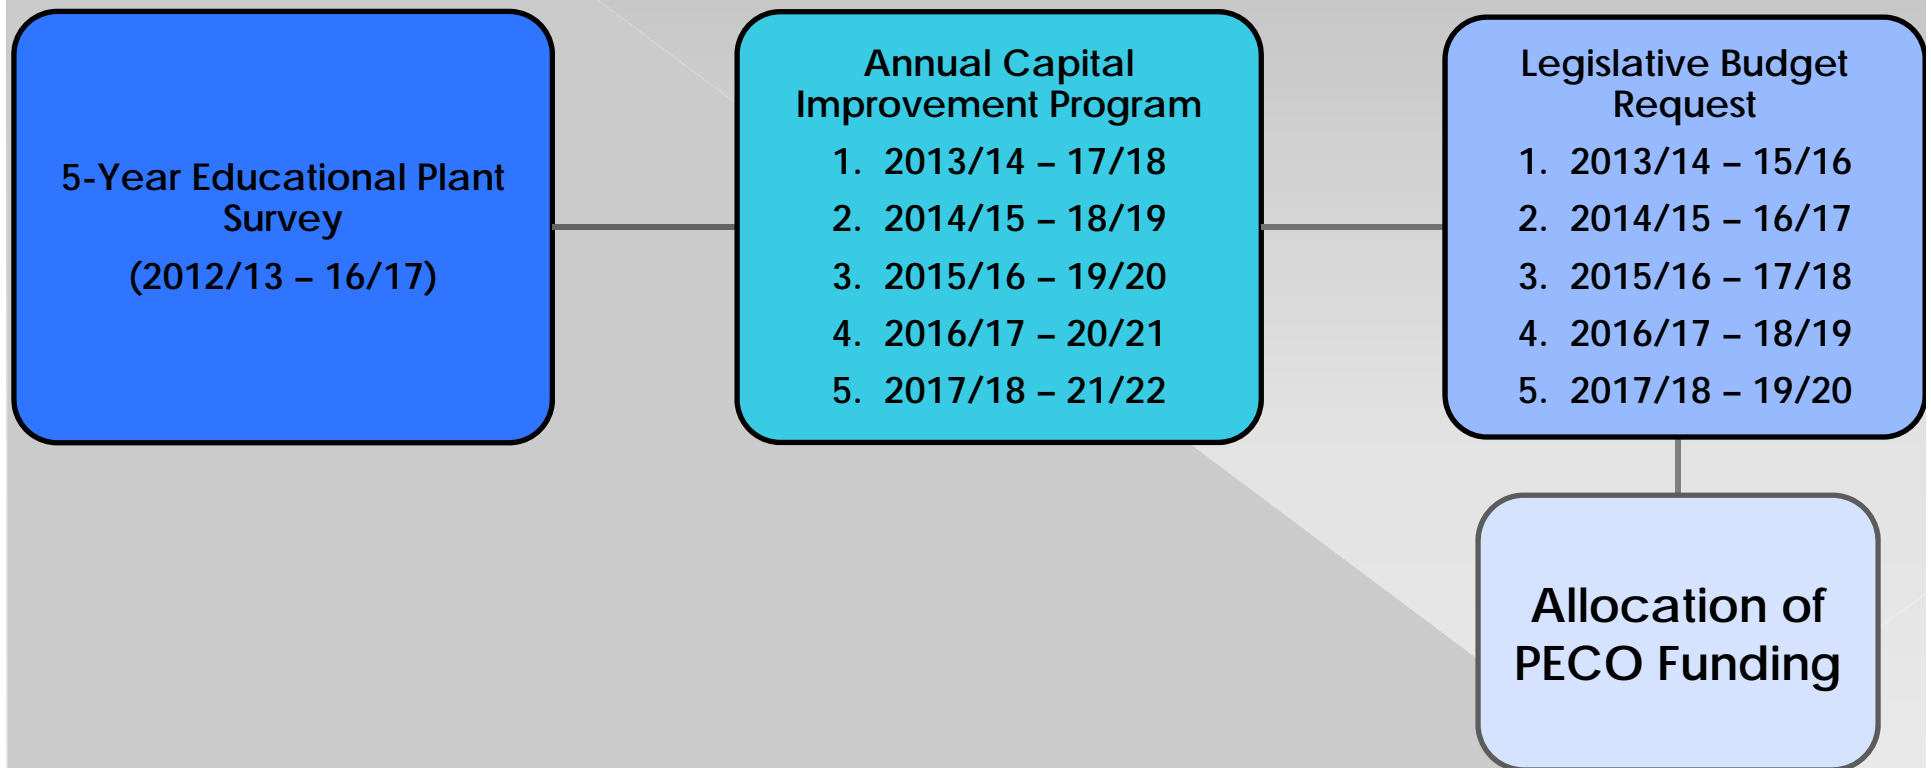 5-Year Educational Plant
Survey
(2012/13 – 16/17)
Annual Capital
Improvement Program
1. 2013/14 – 17/18
2. 2014/15 – 18/19
3. 2015/16 – 19/20
4. 2016/17 – 20/21
5. 2017/18 – 21/22
Legislative Budget
Request
1. 2013/14 – 15/16
2. 2014/15 – 16/17
3. 2015/16 – 17/18
4. 2016/17 – 18/19
5. 2017/18 – 19/20
Allocation of
PECO Funding